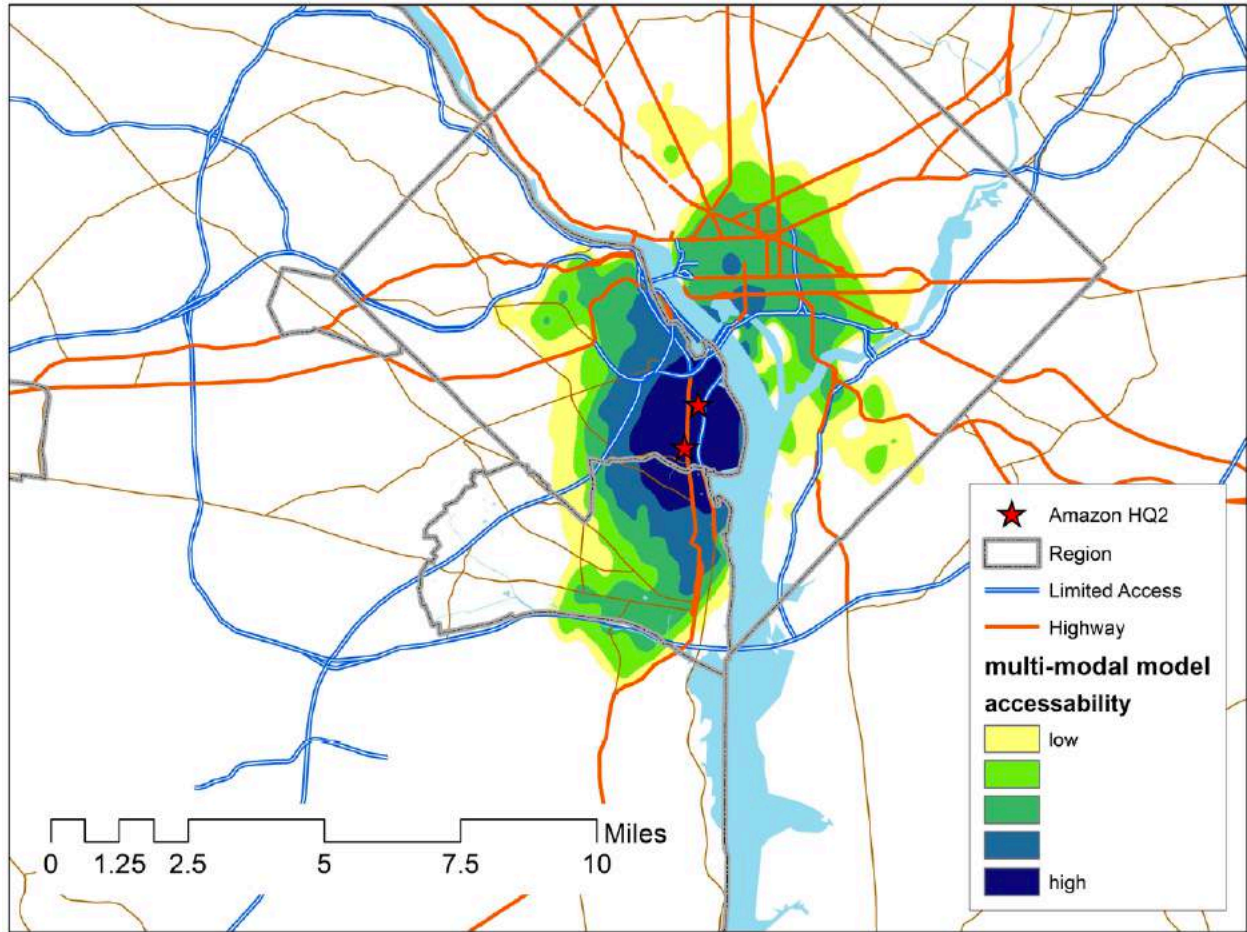 Amazon HQ2
Region
Limited Access
Highway
multi-modal model
accessability
low
high
Miles
0 1.25 2.5 5 7.5 10